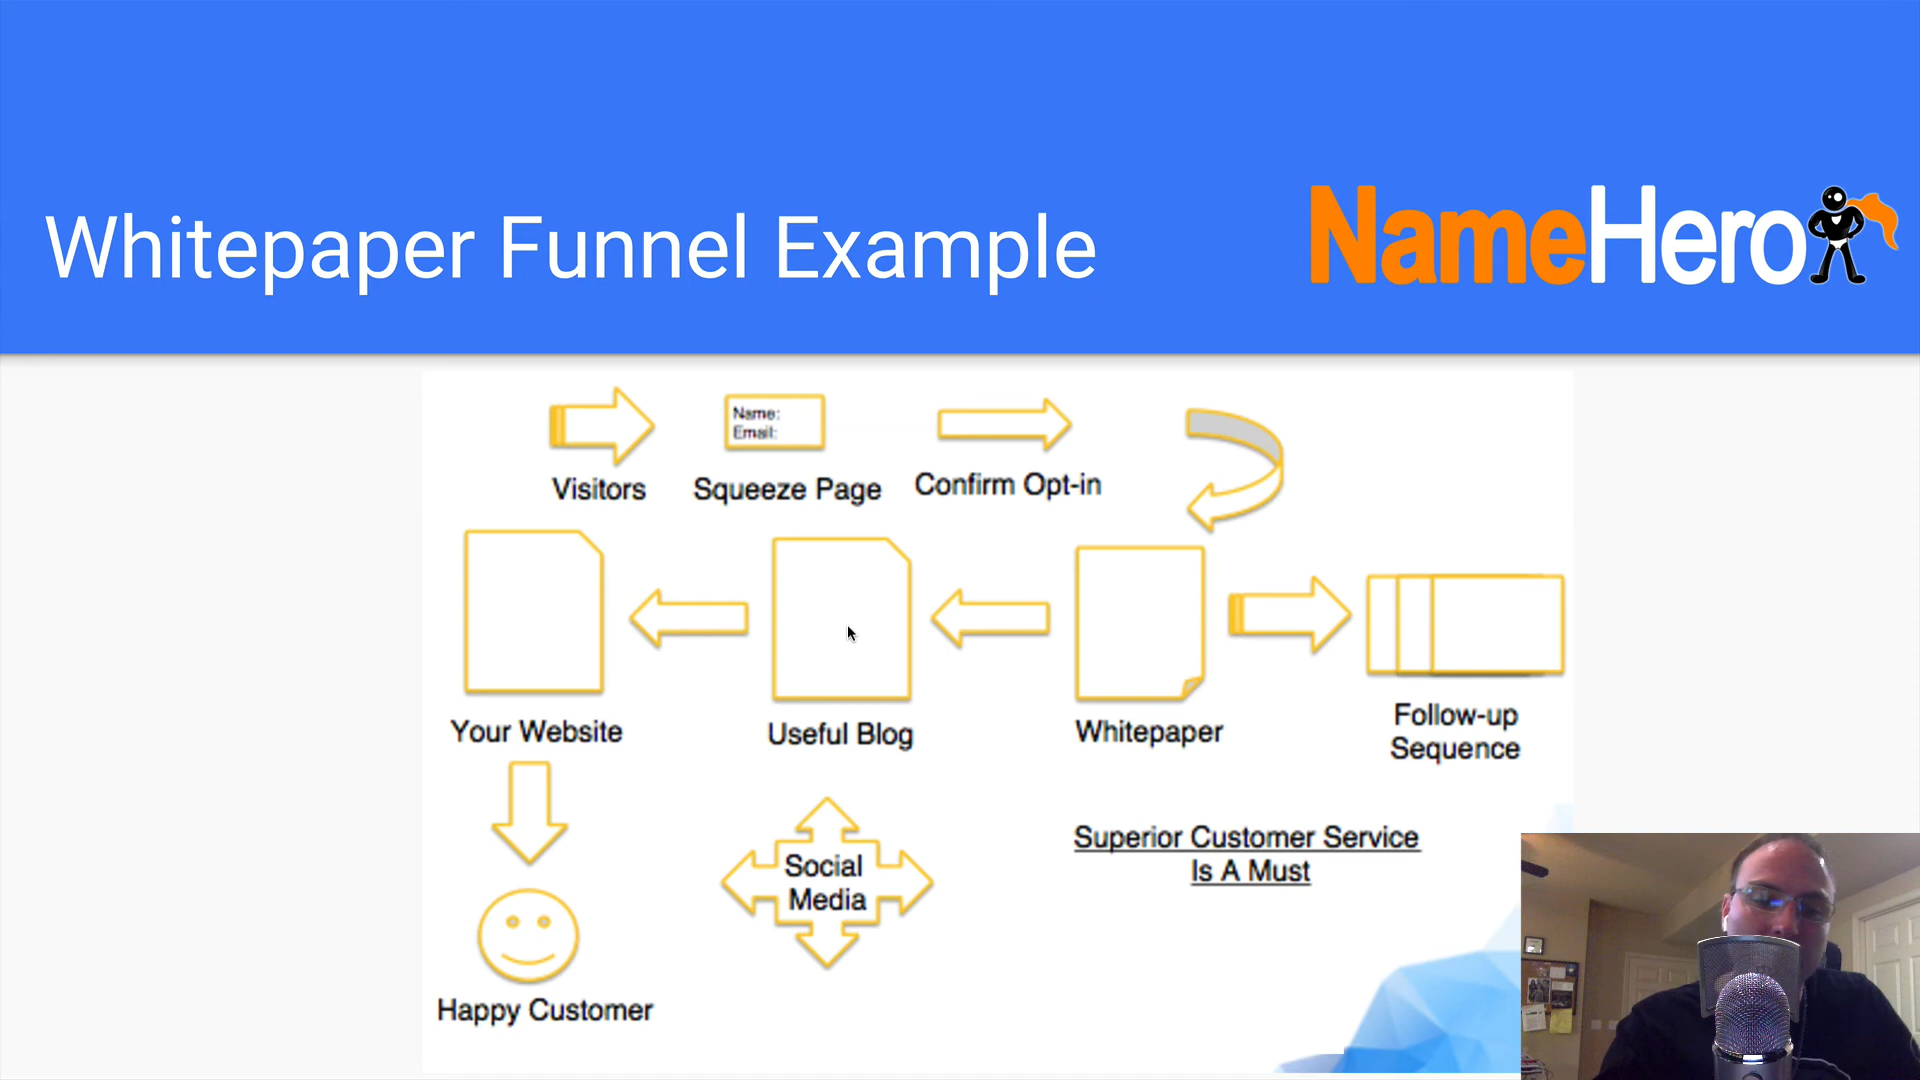 Whitepaper Funnel Example
NameHero
Name:
Email:
Visitors
Squeeze Page
Confirm Opt-in
Your Website
Useful Blog
Whitepaper
Follow-up
Sequence
Social
Media
Superior Customer Service
Is A Must
Happy Customer